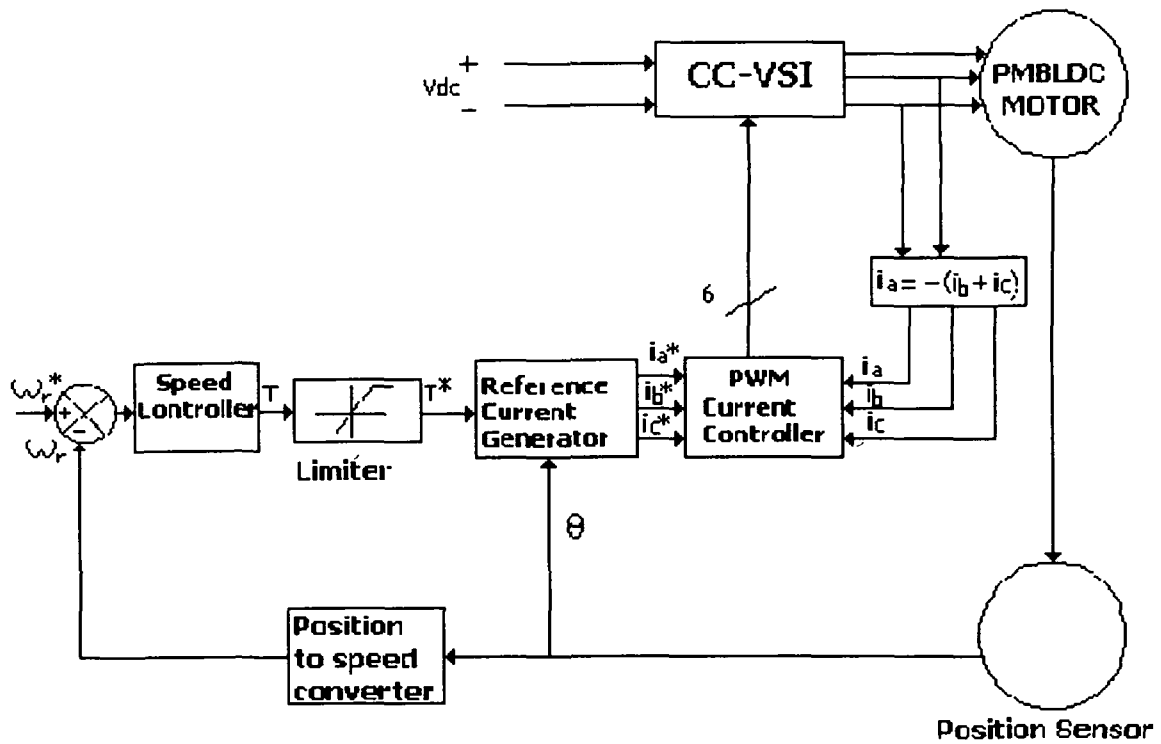 Vdc
+
−
CC-VSI
PMBLDC
MOTOR
ia = -(ib + ic)
6
ωr*
+
−
ωr
Speed
Lontroller
T
Limiter
T*
Reference
Current
Generator
ia*
ib*
ic*
PWM
Current
Controller
ia
ib
ic
θ
Position
to speed
converter
Position Sensor